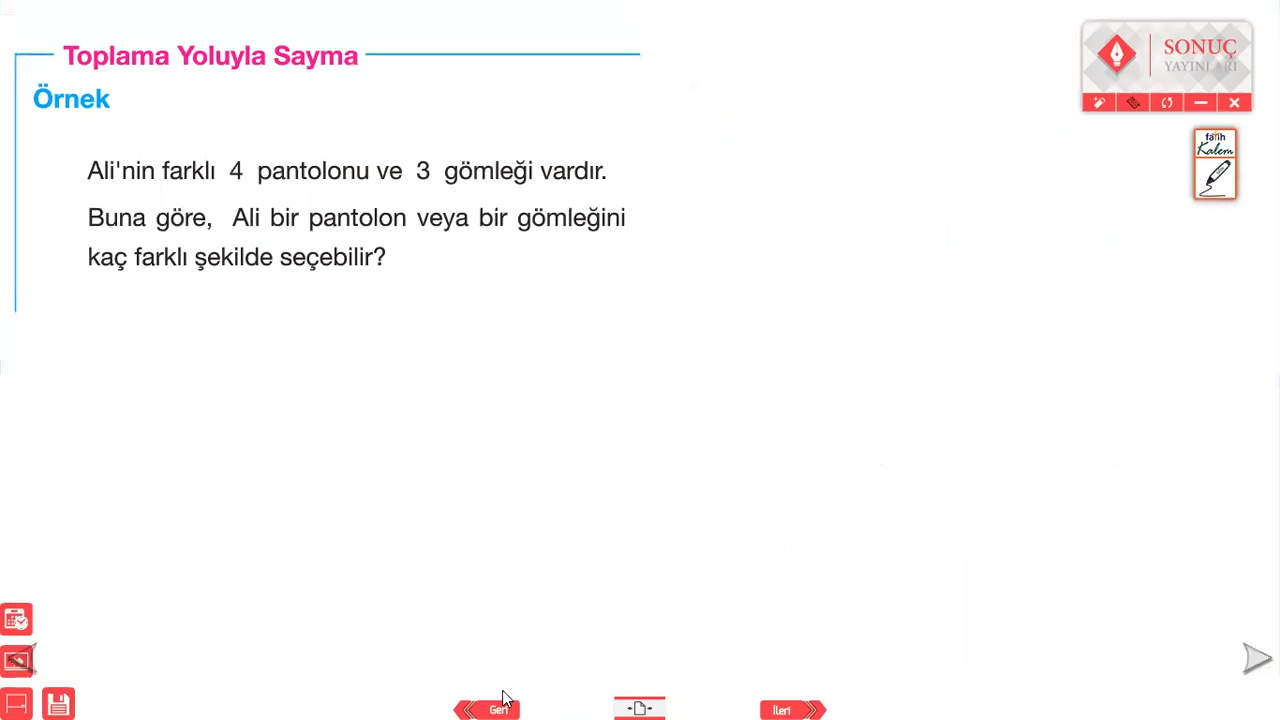 Toplama Yoluyla Sayma
Örnek
Ali'nin farklı 4 pantolonu ve 3 gömleği vardır.
Buna göre, Ali bir pantolon veya bir gömleğini
kaç farklı şekilde seçebilir?
SONUÇ
YAYINLARI
fatih
Kalem
Geri
İleri